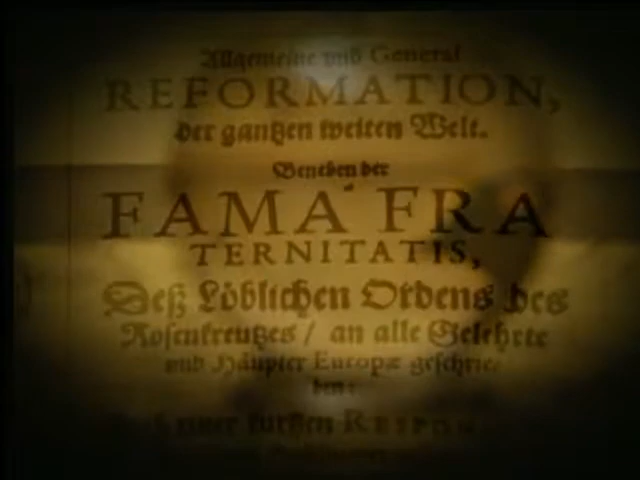 Allgemeine und General
REFORMATION,
der gantzen weiten Welt.
Beneben der
FAMA FRA
TERNITATIS,
Deß Löblichen Ordens des
Rosenkreutzes / an alle Gelehrte
und Häupter Europæ geschrie-
ben:
einer kurtzen